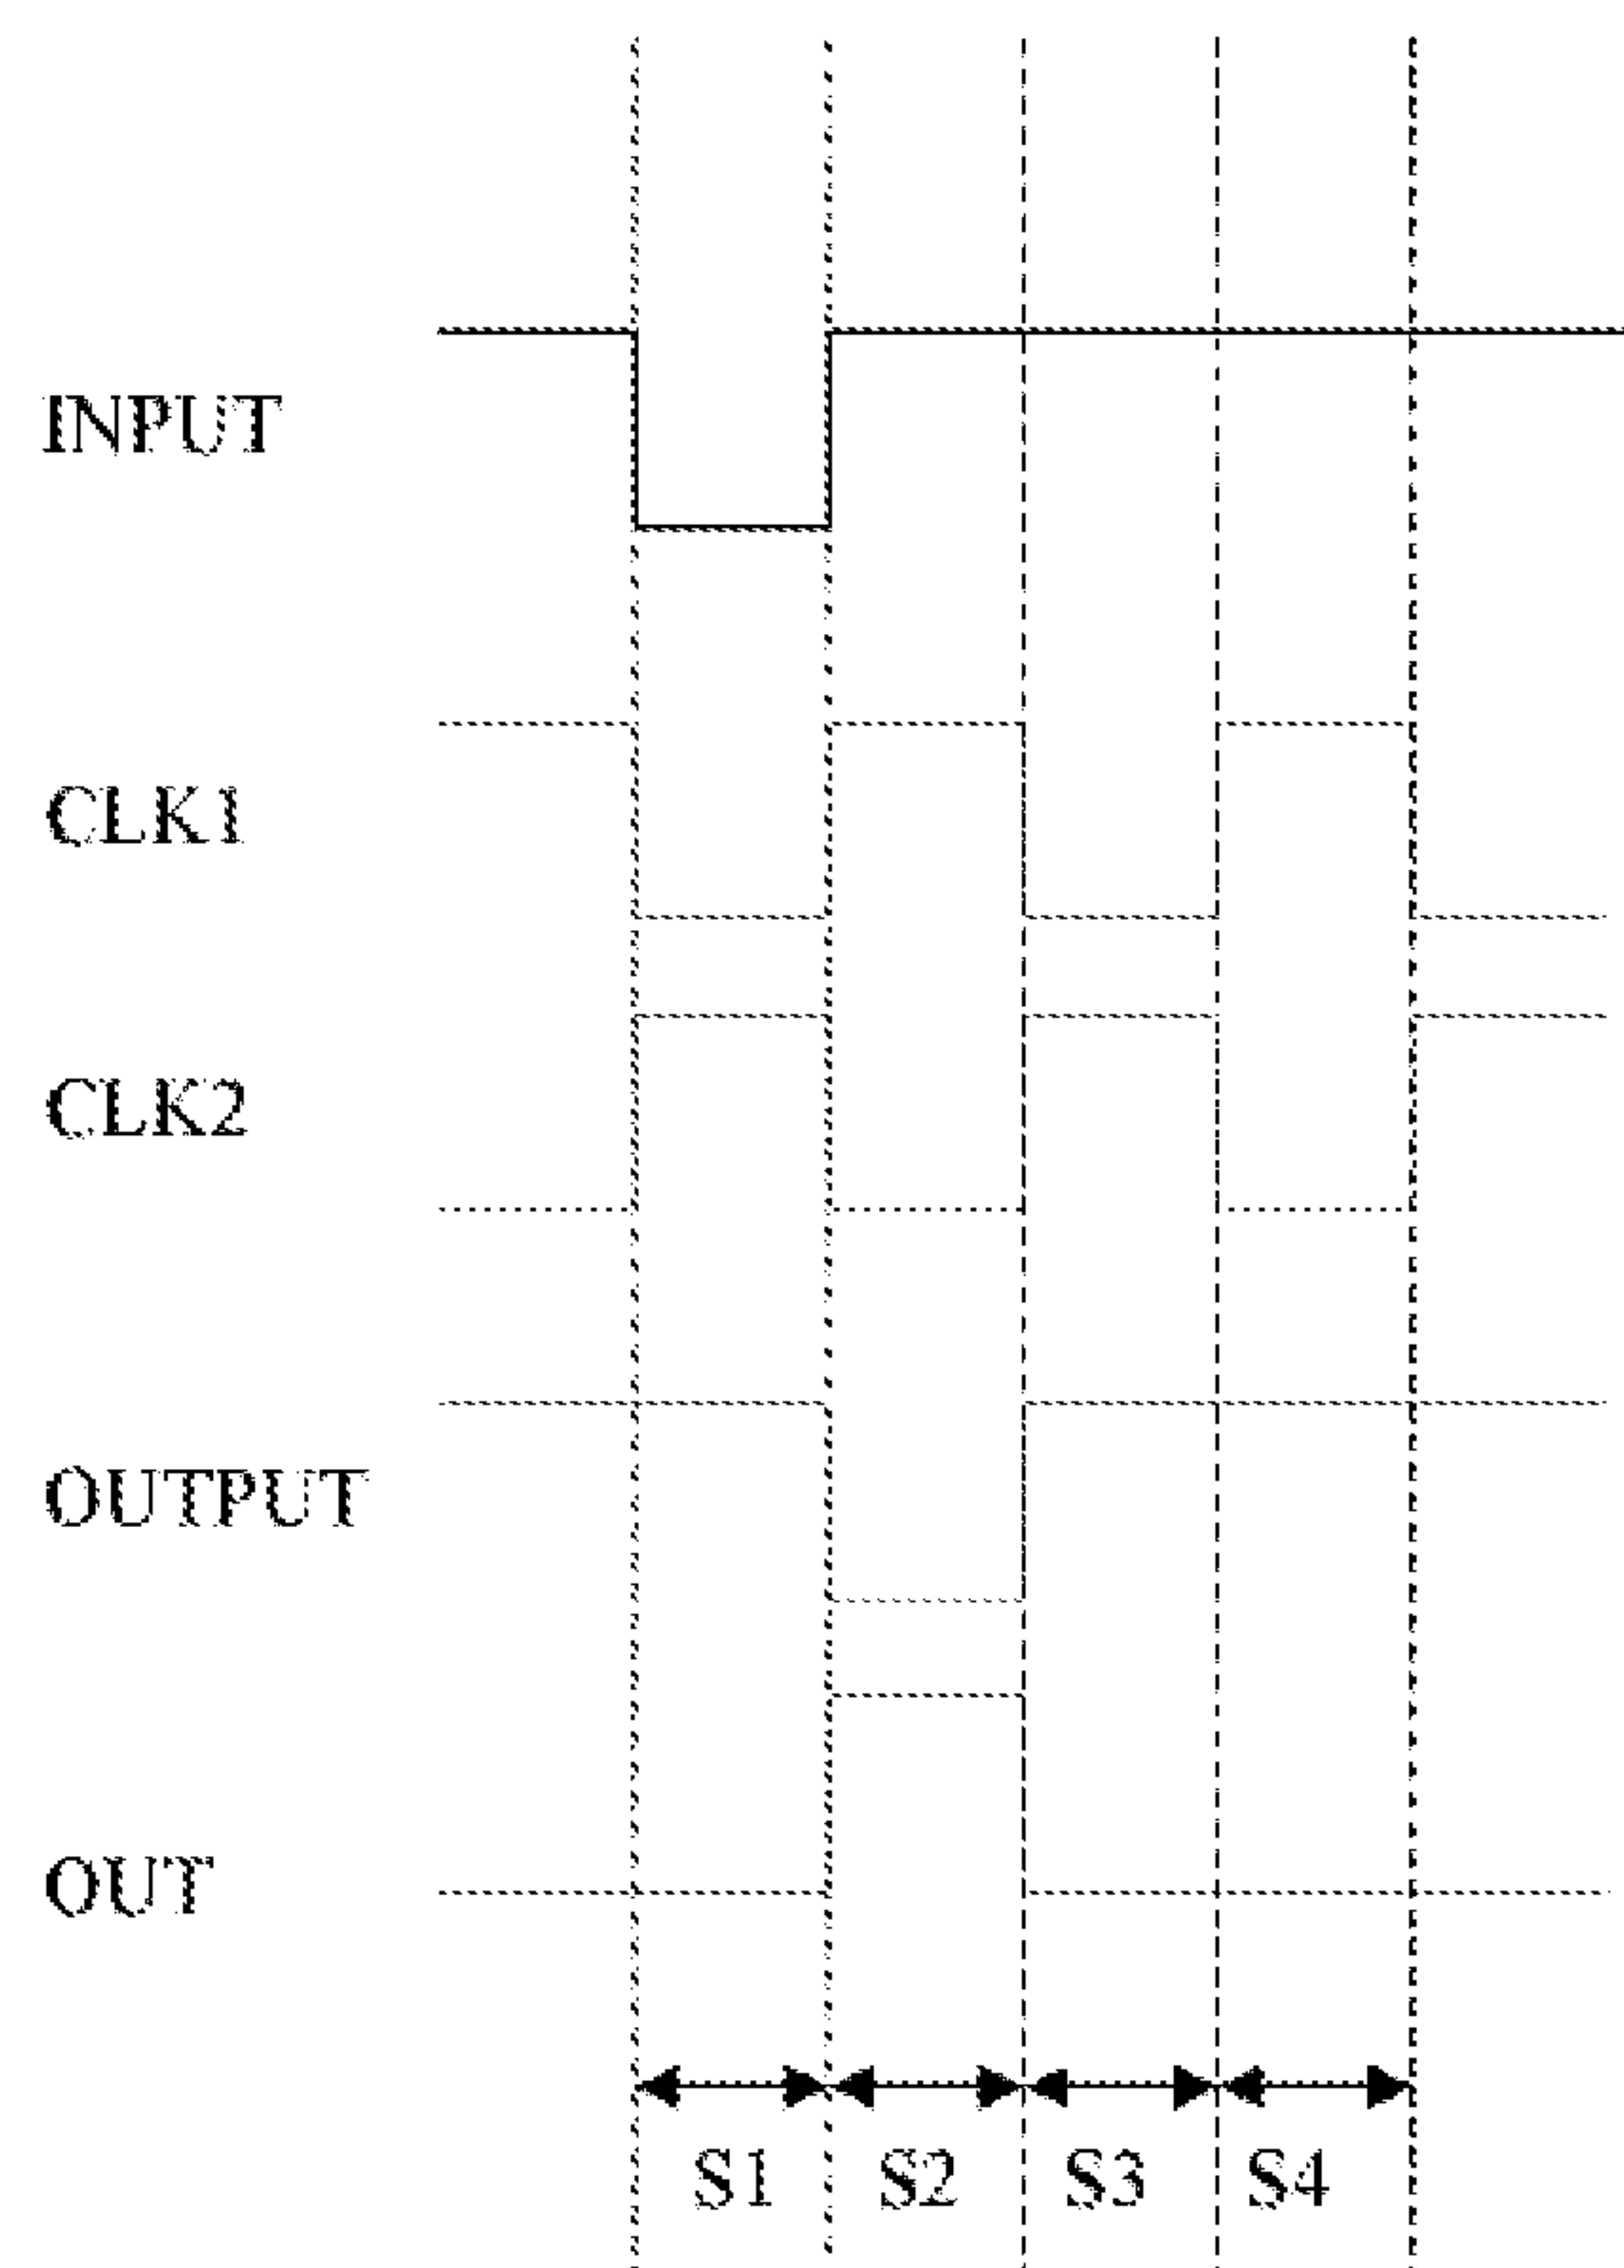 INPUT
CLK1
CLK2
OUTPUT
OUT
S1 S2 S3 S4